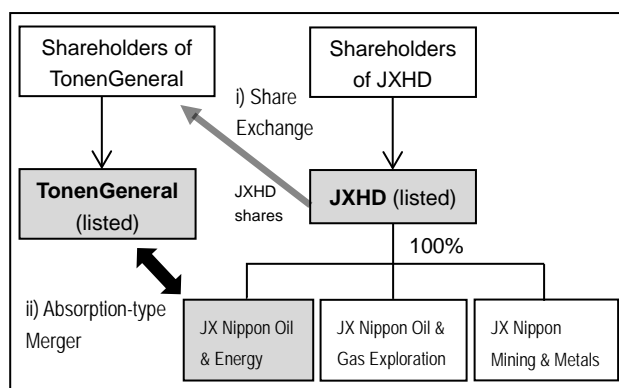 Shareholders of
TonenGeneral
Shareholders
of JXHD
i) Share
Exchange
TonenGeneral
(listed)
JXHD
shares
JXHD (listed)
100%
ii) Absorption-type
Merger
JX Nippon Oil
& Energy
JX Nippon Oil &
Gas Exploration
JX Nippon
Mining & Metals